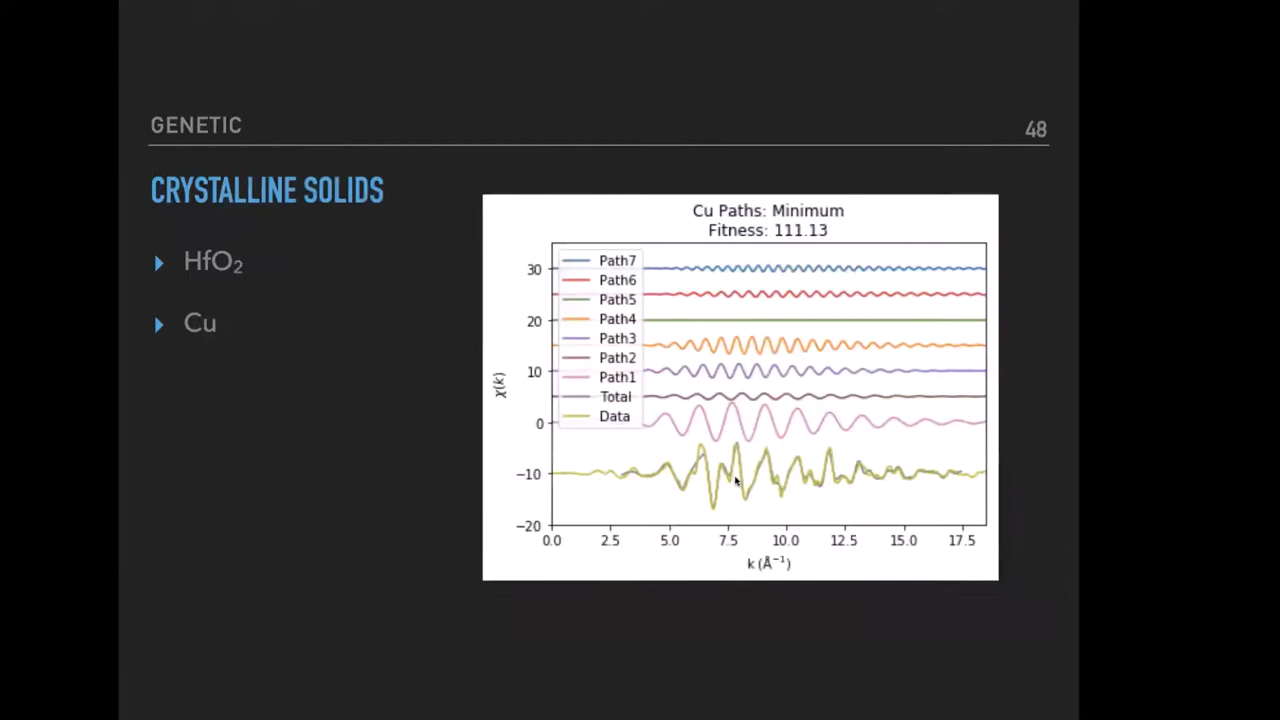 GENETIC
48
CRYSTALLINE SOLIDS
HfO₂
Cu
Cu Paths: Minimum
Fitness: 111.13
Path7
Path6
Path5
Path4
Path3
Path2
Path1
Total
Data
30
20
10
0
−10
−20
χ(k)
0.0 2.5 5.0 7.5 10.0 12.5 15.0 17.5
k (Å⁻¹)